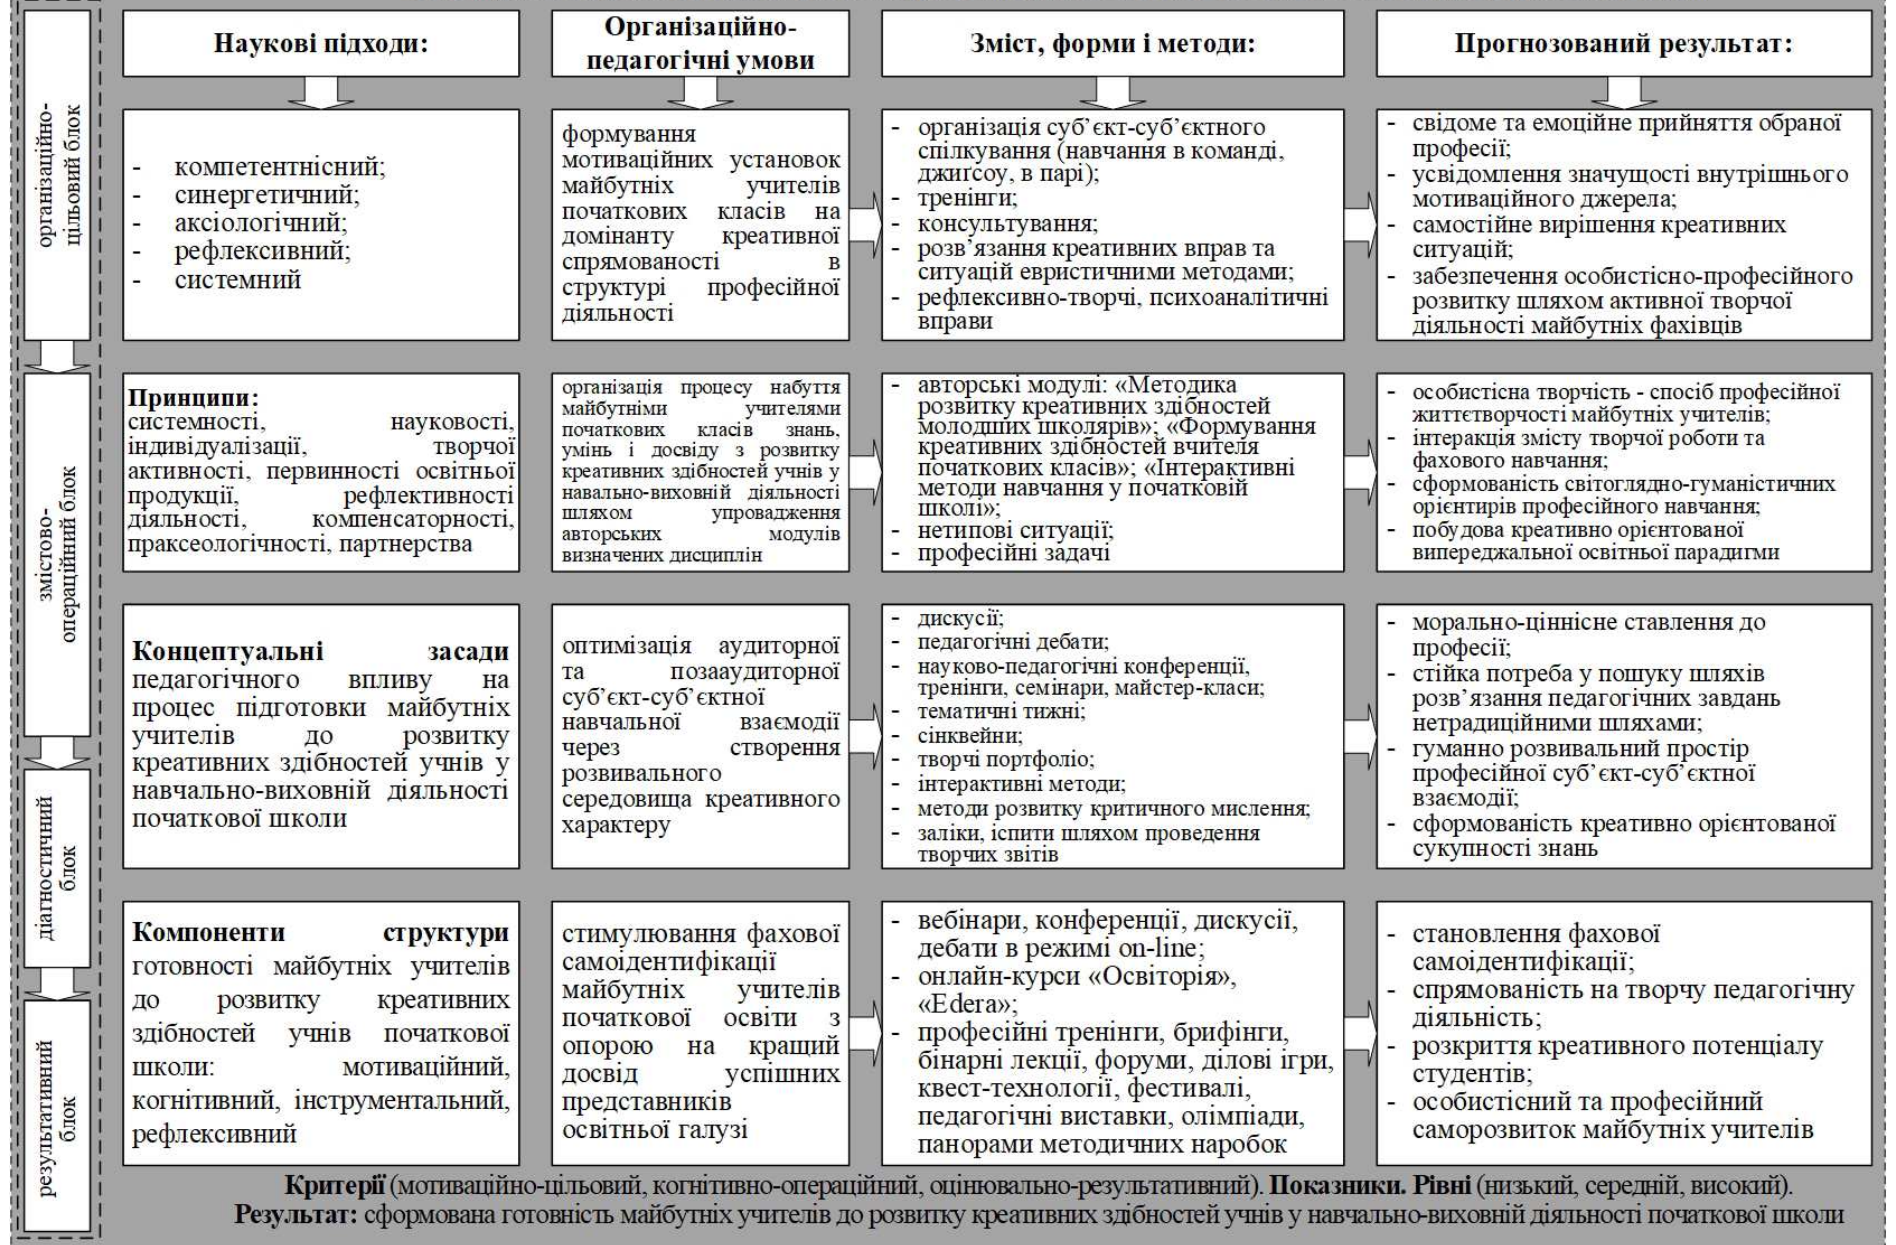 організаційно-
цільовий блок
змістово-
операційний блок
діагностичний
блок
результативний
блок
Наукові підходи:
Організаційно-
педагогічні умови
Зміст, форми і методи:
Прогнозований результат:
- компетентнісний;
- синергетичний;
- аксіологічний;
- рефлексивний;
- системний
формування
мотиваційних установок
майбутніх учителів
початкових класів на
домінанту креативної
спрямованості в
структурі професійної
діяльності
- організація суб’єкт-суб’єктного
спілкування (навчання в команді,
джиґсоу, в парі);
- тренінги;
- консультування;
- розв’язання креативних вправ та
ситуацій евристичними методами;
- рефлексивно-творчі, психоаналітичні
вправи
- свідоме та емоційне прийняття обраної
професії;
- усвідомлення значущості внутрішнього
мотиваційного джерела;
- самостійне вирішення креативних
ситуацій;
- забезпечення особистісно-професійного
розвитку шляхом активної творчої
діяльності майбутніх фахівців
Принципи:
системності, науковості,
індивідуалізації, творчої
активності, первинності освітньої
продукції, рефлективності
діяльності, компенсаторності,
праксеологічності, партнерства
організація процесу набуття
майбутніми учителями
початкових класів знань,
умінь і досвіду з розвитку
креативних здібностей учнів у
навально-виховній діяльності
шляхом упровадження
авторських модулів
визначених дисциплін
- авторські модулі: «Методика
розвитку креативних здібностей
молодших школярів»; «Формування
креативних здібностей вчителя
початкових класів»; «Інтерактивні
методи навчання у початковій
школі»;
- нетипові ситуації;
- професійні задачі
- особистісна творчість - спосіб професійної
життєтворчості майбутніх учителів;
- інтеракція змісту творчої роботи та
фахового навчання;
- сформованість світоглядно-гуманістичних
орієнтирів професійного навчання;
- побудова креативно орієнтованої
випереджальної освітньої парадигми
Концептуальні засади
педагогічного впливу на
процес підготовки майбутніх
учителів до розвитку
креативних здібностей учнів у
навчально-виховній діяльності
початкової школи
оптимізація аудиторної
та позааудиторної
суб’єкт-суб’єктної
навчальної взаємодії
через створення
розвивального
середовища креативного
характеру
- дискусії;
- педагогічні дебати;
- науково-педагогічні конференції,
тренінги, семінари, майстер-класи;
- тематичні тижні;
- сінквейни;
- творчі портфоліо;
- інтерактивні методи;
- методи розвитку критичного мислення;
- заліки, іспити шляхом проведення
творчих звітів
- морально-ціннісне ставлення до
професії;
- стійка потреба у пошуку шляхів
розв’язання педагогічних завдань
нетрадиційними шляхами;
- гуманно розвивальний простір
професійної суб’єкт-суб’єктної
взаємодії;
- сформованість креативно орієнтованої
сукупності знань
Компоненти структури
готовності майбутніх учителів
до розвитку креативних
здібностей учнів початкової
школи: мотиваційний,
когнітивний, інструментальний,
рефлексивний
стимулювання фахової
самоідентифікації
майбутніх учителів
початкової освіти з
опорою на кращий
досвід успішних
представників
освітньої галузі
- вебінари, конференції, дискусії,
дебати в режимі on-line;
- онлайн-курси «Освіторія»,
«Edera»;
- професійні тренінги, брифінги,
бінарні лекції, форуми, ділові ігри,
квест-технології, фестивалі,
педагогічні виставки, олімпіади,
панорами методичних наробок
- становлення фахової
самоідентифікації;
- спрямованість на творчу педагогічну
діяльність;
- розкриття креативного потенціалу
студентів;
- особистісний та професійний
саморозвиток майбутніх учителів
Критерії (мотиваційно-цільовий, когнітивно-операційний, оцінювально-результативний). Показники. Рівні (низький, середній, високий).
Результат: сформована готовність майбутніх учителів до розвитку креативних здібностей учнів у навчально-виховній діяльності початкової школи